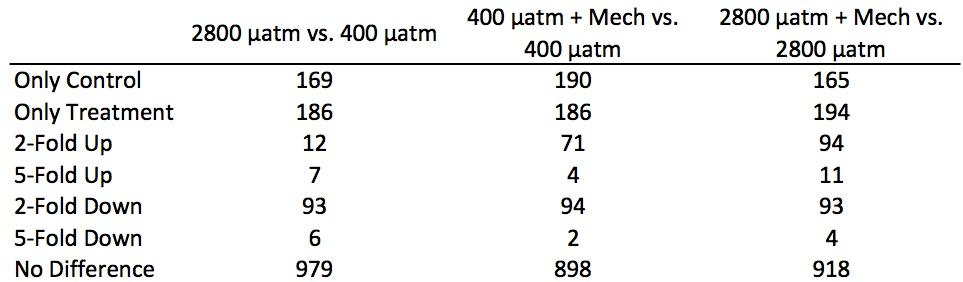 2800 µatm vs. 400 µatm 400 µatm + Mech vs. 400 µatm 2800 µatm + Mech vs. 2800 µatm
Only Control 169 190 165
Only Treatment 186 186 194
2-Fold Up 12 71 94
5-Fold Up 7 4 11
2-Fold Down 93 94 93
5-Fold Down 6 2 4
No Difference 979 898 918